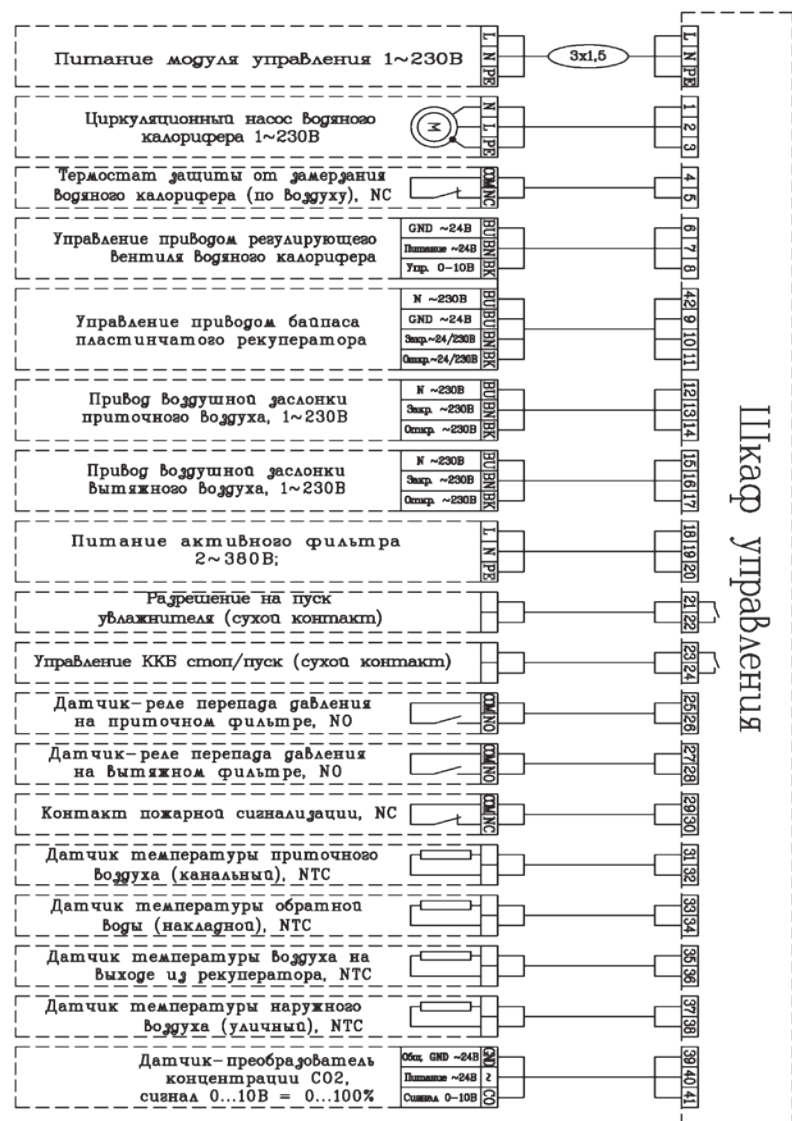 Питание модуля управления 1~230В
L
N
PE
3x1,5
L
N
PE
Циркуляционный насос водяного
калорифера 1~230В
M
N
L
PE
1
2
3
Термостат защиты от замерзания
водяного калорифера (по воздуху), NC
COM
NC
4
5
Управление приводом регулирующего
вентиля водяного калорифера
GND ~24В
BU
Питание ~24В
BN
Упр. 0-10В
BK
6
7
8
Управление приводом байпаса
пластинчатого рекуператора
N ~230В
BU
GND ~24В
BU
Закр.~24/230В
BN
Откр.~24/230В
BK
42
9
10
11
Привод воздушной заслонки
приточного воздуха, 1~230В
N ~230В
BU
Закр. ~230В
BN
Откр. ~230В
BK
12
13
14
Привод воздушной заслонки
вытяжного воздуха, 1~230В
N ~230В
BU
Закр. ~230В
BN
Откр. ~230В
BK
15
16
17
Питание активного фильтра
2~380В;
L
N
PE
18
19
20
Разрешение на пуск
увлажнителя (сухой контакт)
21
22
Управление ККБ стоп/пуск (сухой контакт)
23
24
Датчик-реле перепада давления
на приточном фильтре, NO
COM
NO
25
26
Датчик-реле перепада давления
на вытяжном фильтре, NO
COM
NO
27
28
Контакт пожарной сигнализации, NC
COM
NC
29
30
Датчик температуры приточного
воздуха (канальный), NTC
31
32
Датчик температуры обратной
воды (накладной), NTC
33
34
Датчик температуры воздуха на
выходе из рекуператора, NTC
35
36
Датчик температуры наружного
воздуха (уличный), NTC
37
38
Датчик-преобразователь
концентрации CO2,
сигнал 0...10В = 0...100%
Общ. GND ~24В
GND
Питание ~24В
~
Сигнал 0-10В
CO
39
40
41
Шкаф управления